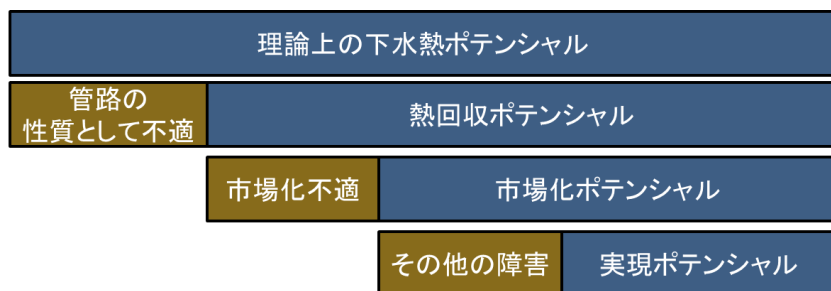 理論上の下水熱ポテンシャル
管路の
性質として不適
熱回収ポテンシャル
市場化不適
市場化ポテンシャル
その他の障害
実現ポテンシャル